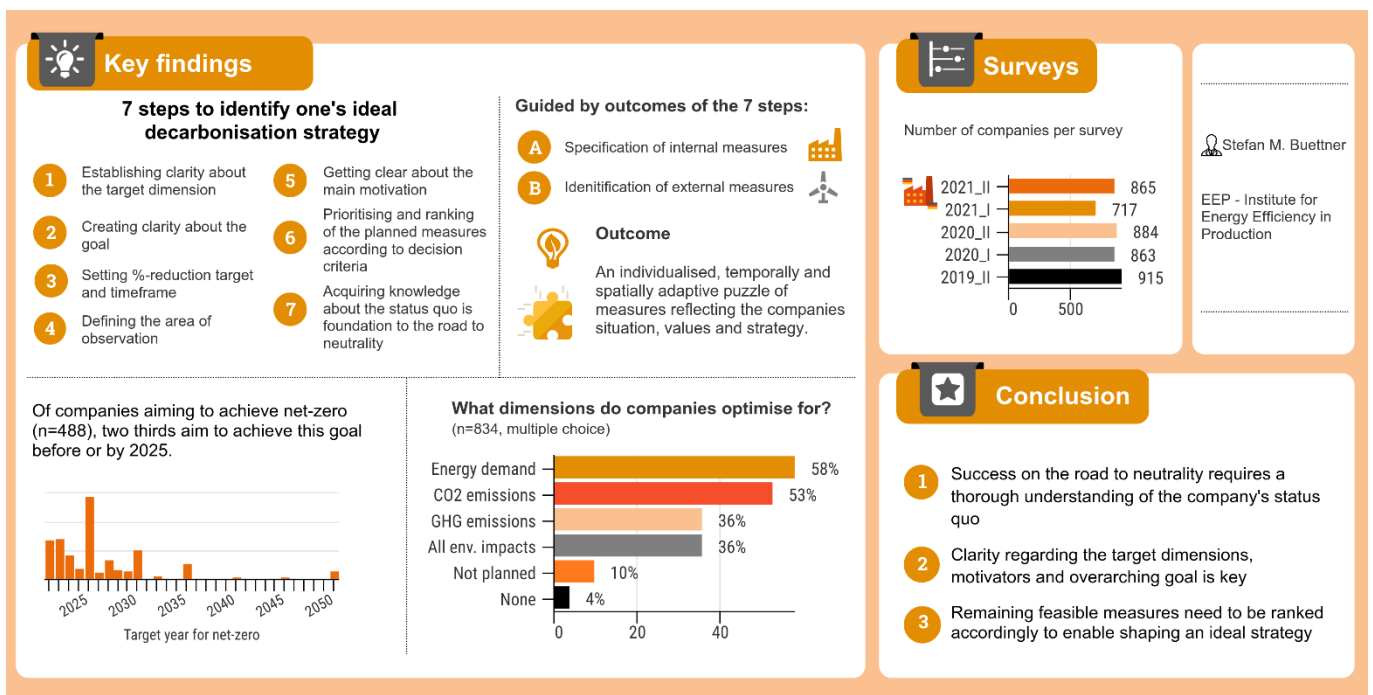 Key findings
7 steps to identify one's ideal
decarbonisation strategy
1
Establishing clarity about
the target dimension
2
Creating clarity about the
goal
3
Setting %-reduction target
and timeframe
4
Defining the area of
observation
5
Getting clear about the
main motivation
6
Prioritising and ranking
of the planned measures
according to decision
criteria
7
Acquiring knowledge
about the status quo is
foundation to the road to
neutrality
Guided by outcomes of the 7 steps:
A
Specification of internal measures
B
Idenitification of external measures
Outcome
An individualised, temporally and
spatially adaptive puzzle of
measures reflecting the companies
situation, values and strategy.
Of companies aiming to achieve net-zero
(n=488), two thirds aim to achieve this goal
before or by 2025.
2025 2030 2035 2040 2045 2050
Target year for net-zero
What dimensions do companies optimise for?
(n=834, multiple choice)
Energy demand 58%
CO2 emissions 53%
GHG emissions 36%
All env. impacts 36%
Not planned 10%
None 4%
0 20 40
Surveys
Number of companies per survey
2021_II 865
2021_I 717
2020_II 884
2020_I 863
2019_II 915
0 500
Stefan M. Buettner
EEP - Institute for
Energy Efficiency in
Production
Conclusion
1
Success on the road to neutrality requires a
thorough understanding of the company's status
quo
2
Clarity regarding the target dimensions,
motivators and overarching goal is key
3
Remaining feasible measures need to be ranked
accordingly to enable shaping an ideal strategy